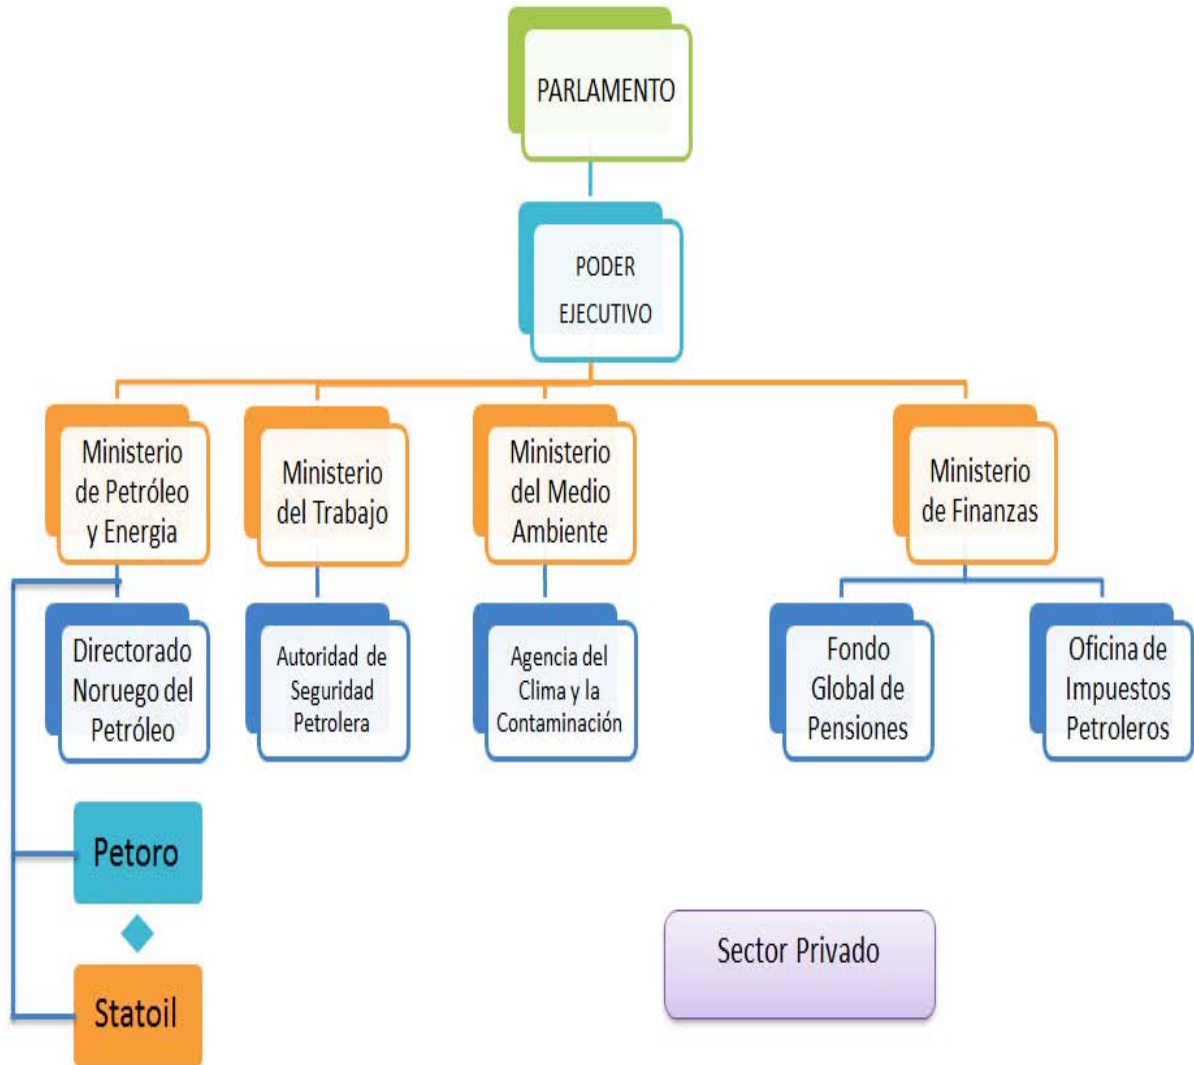 PARLAMENTO
PODER
EJECUTIVO
Ministerio
de Petróleo
y Energia
Ministerio
del Trabajo
Ministerio
del Medio
Ambiente
Ministerio
de Finanzas
Directorado
Noruego del
Petróleo
Autoridad de
Seguridad
Petrolera
Agencia del
Clima y la
Contaminación
Fondo
Global de
Pensiones
Oficina de
Impuestos
Petroleros
Petoro
Statoil
Sector Privado